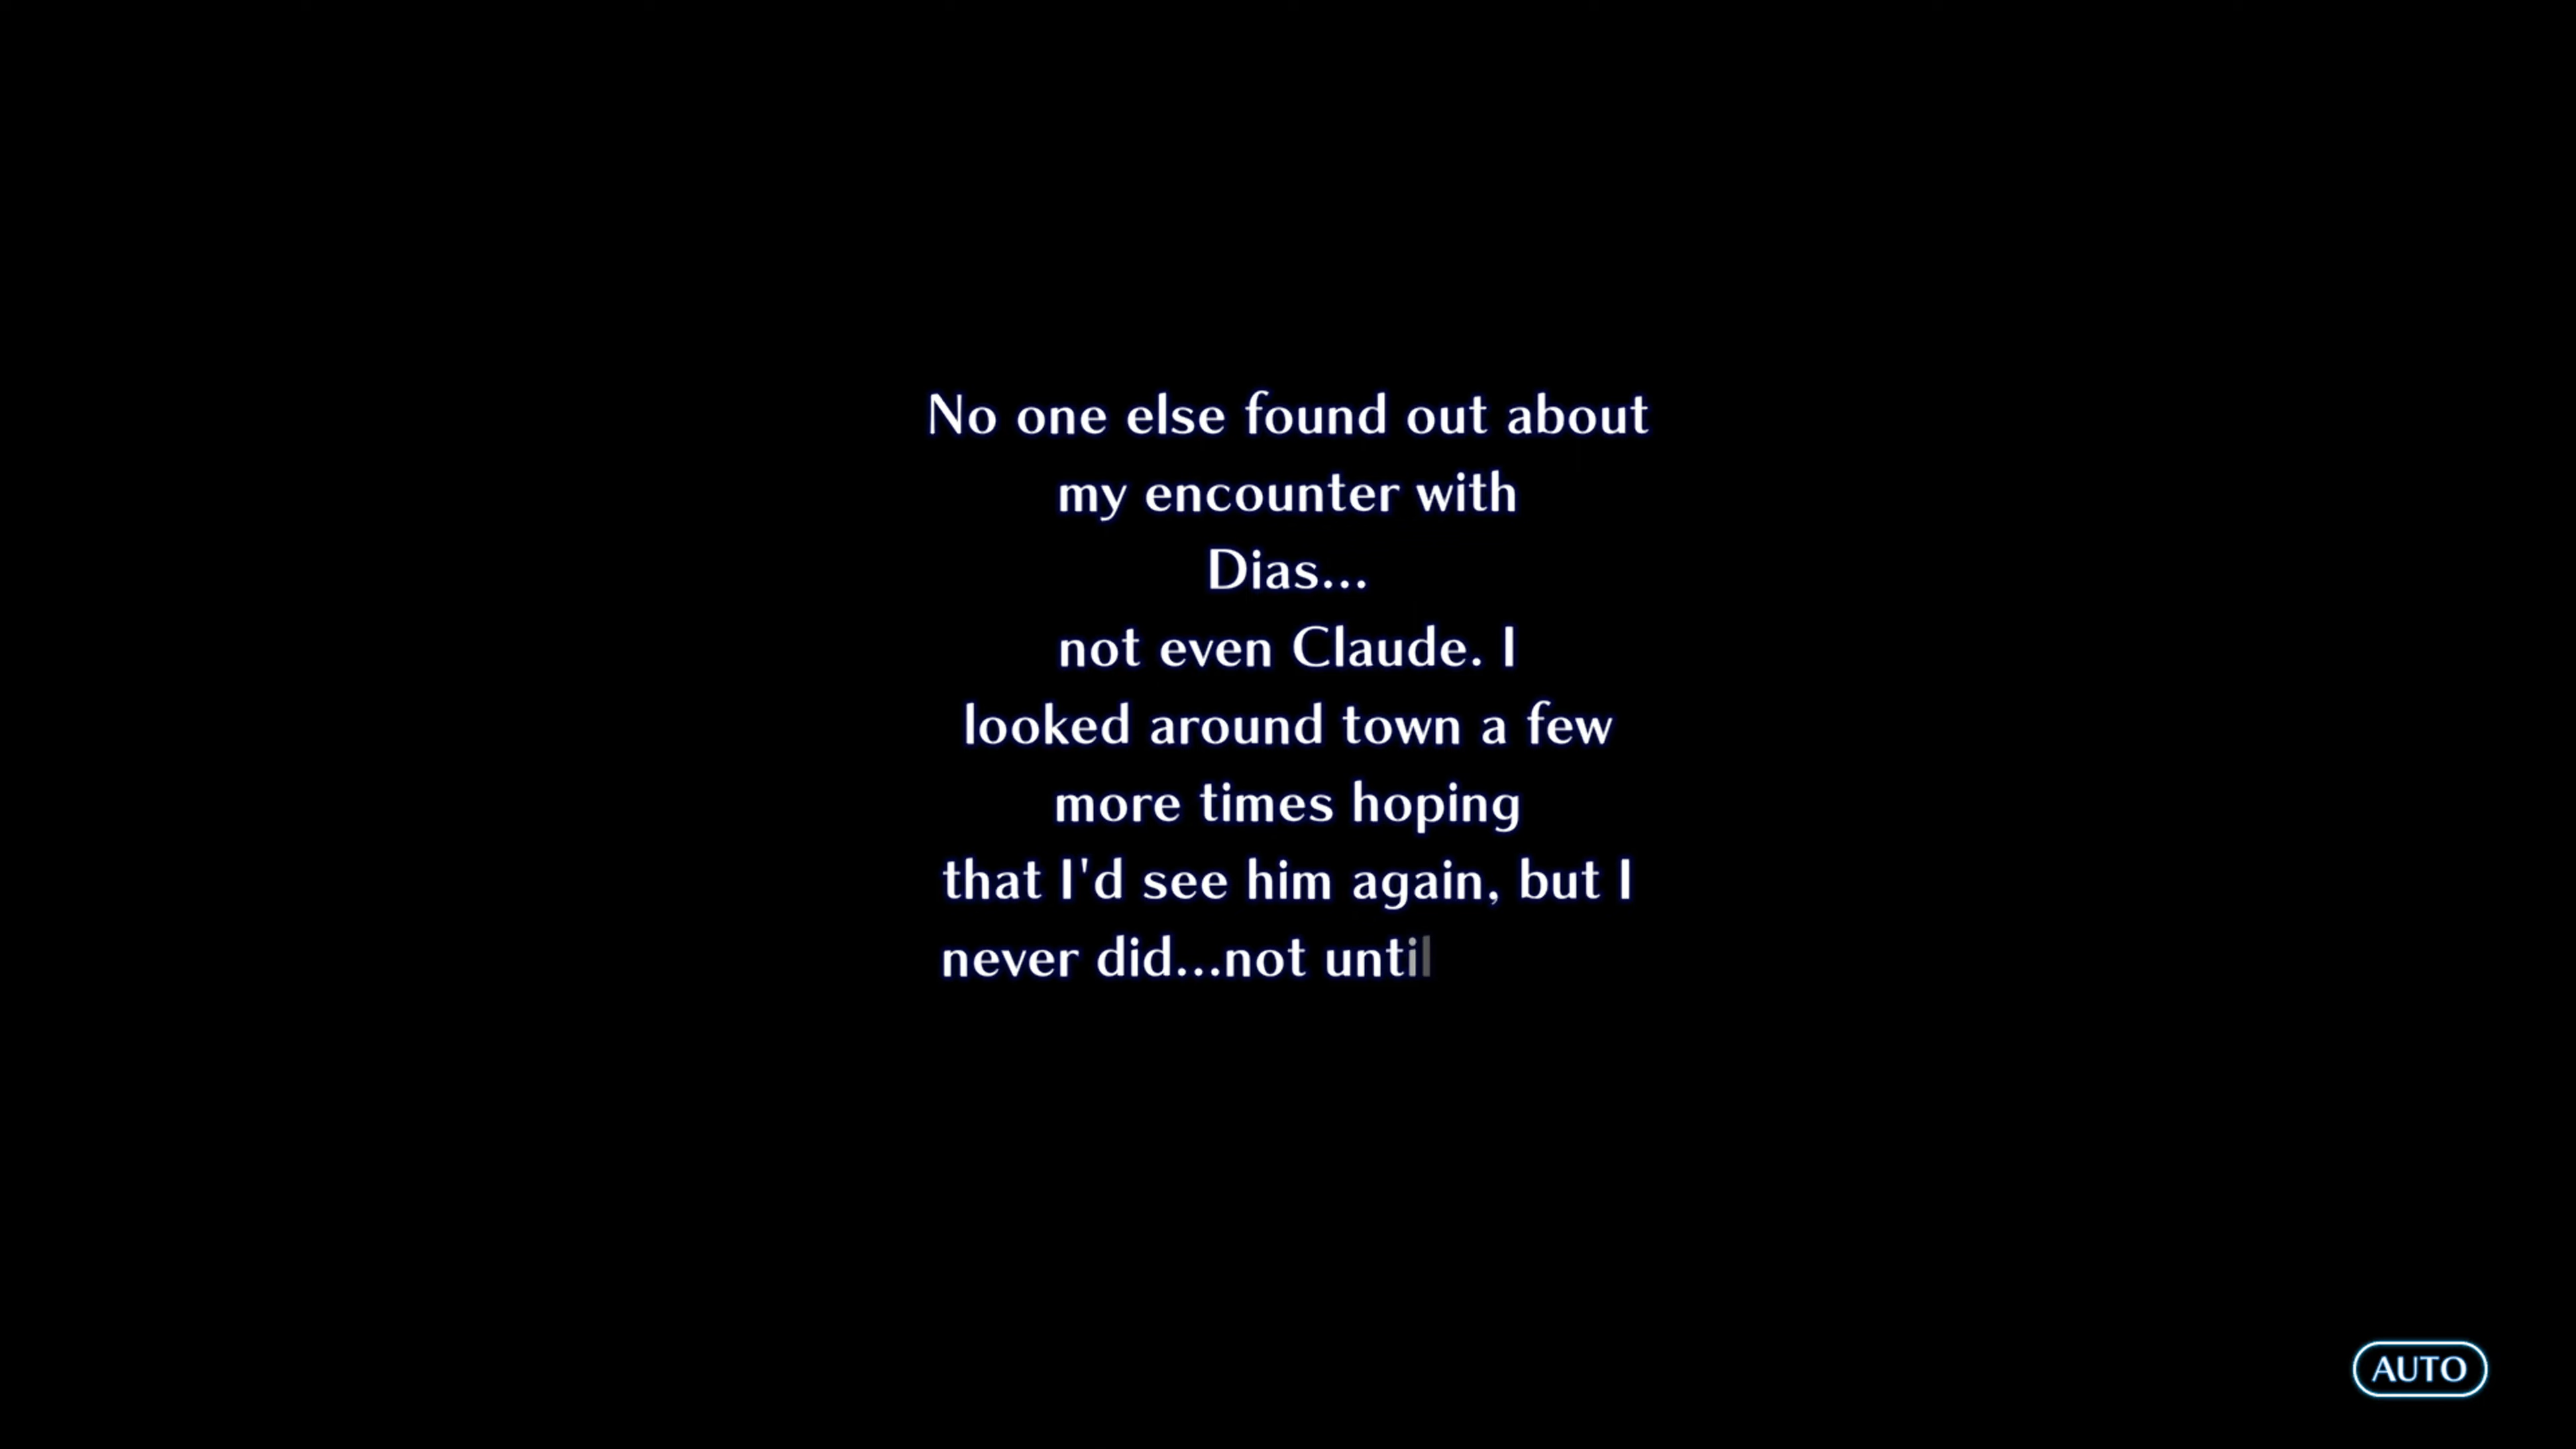 No one else found out about
my encounter with
Dias...
not even Claude. I
looked around town a few
more times hoping
that I'd see him again, but I
never did...not until
AUTO